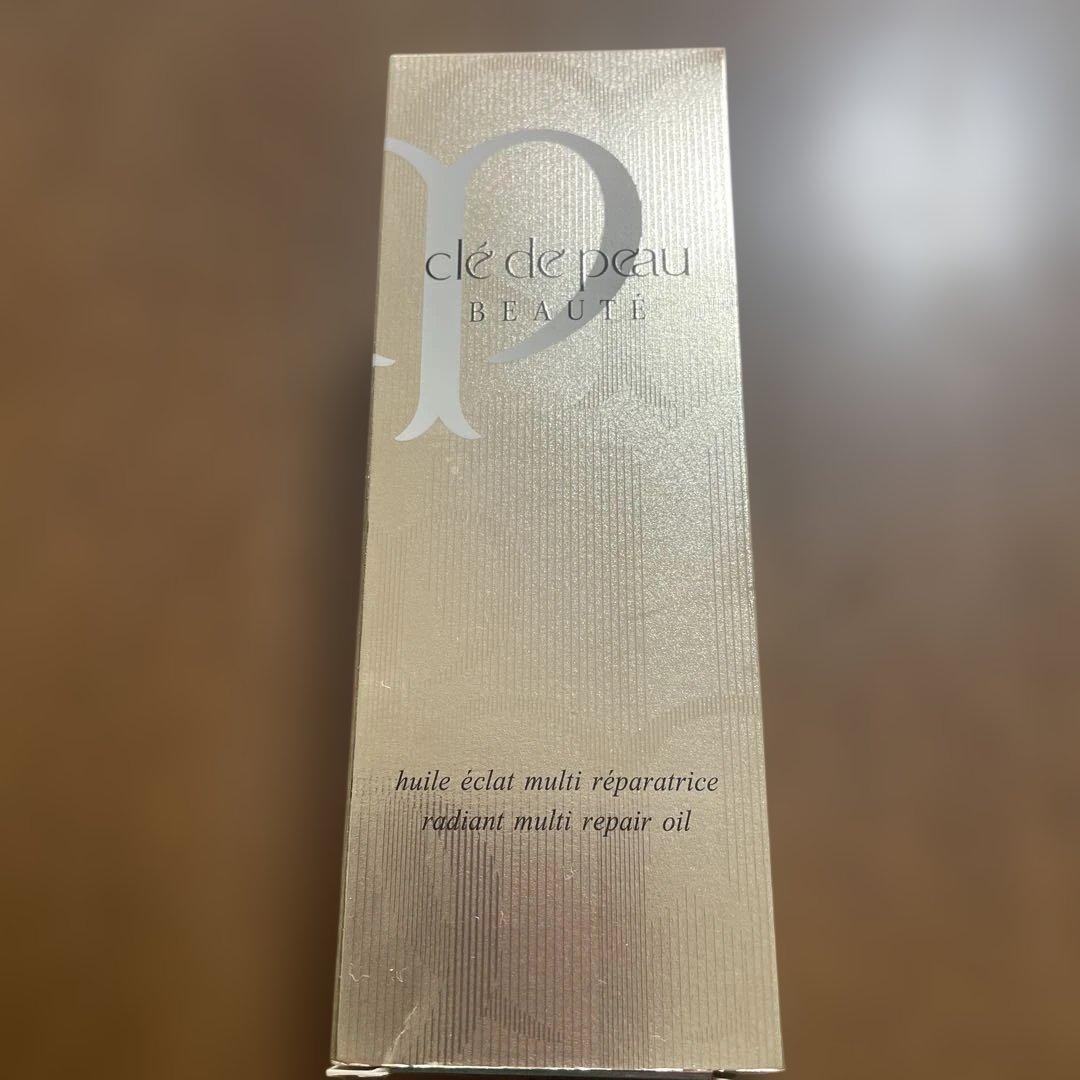 clé de peau
BEAUTÉ
huile éclat multi réparatrice
radiant multi repair oil